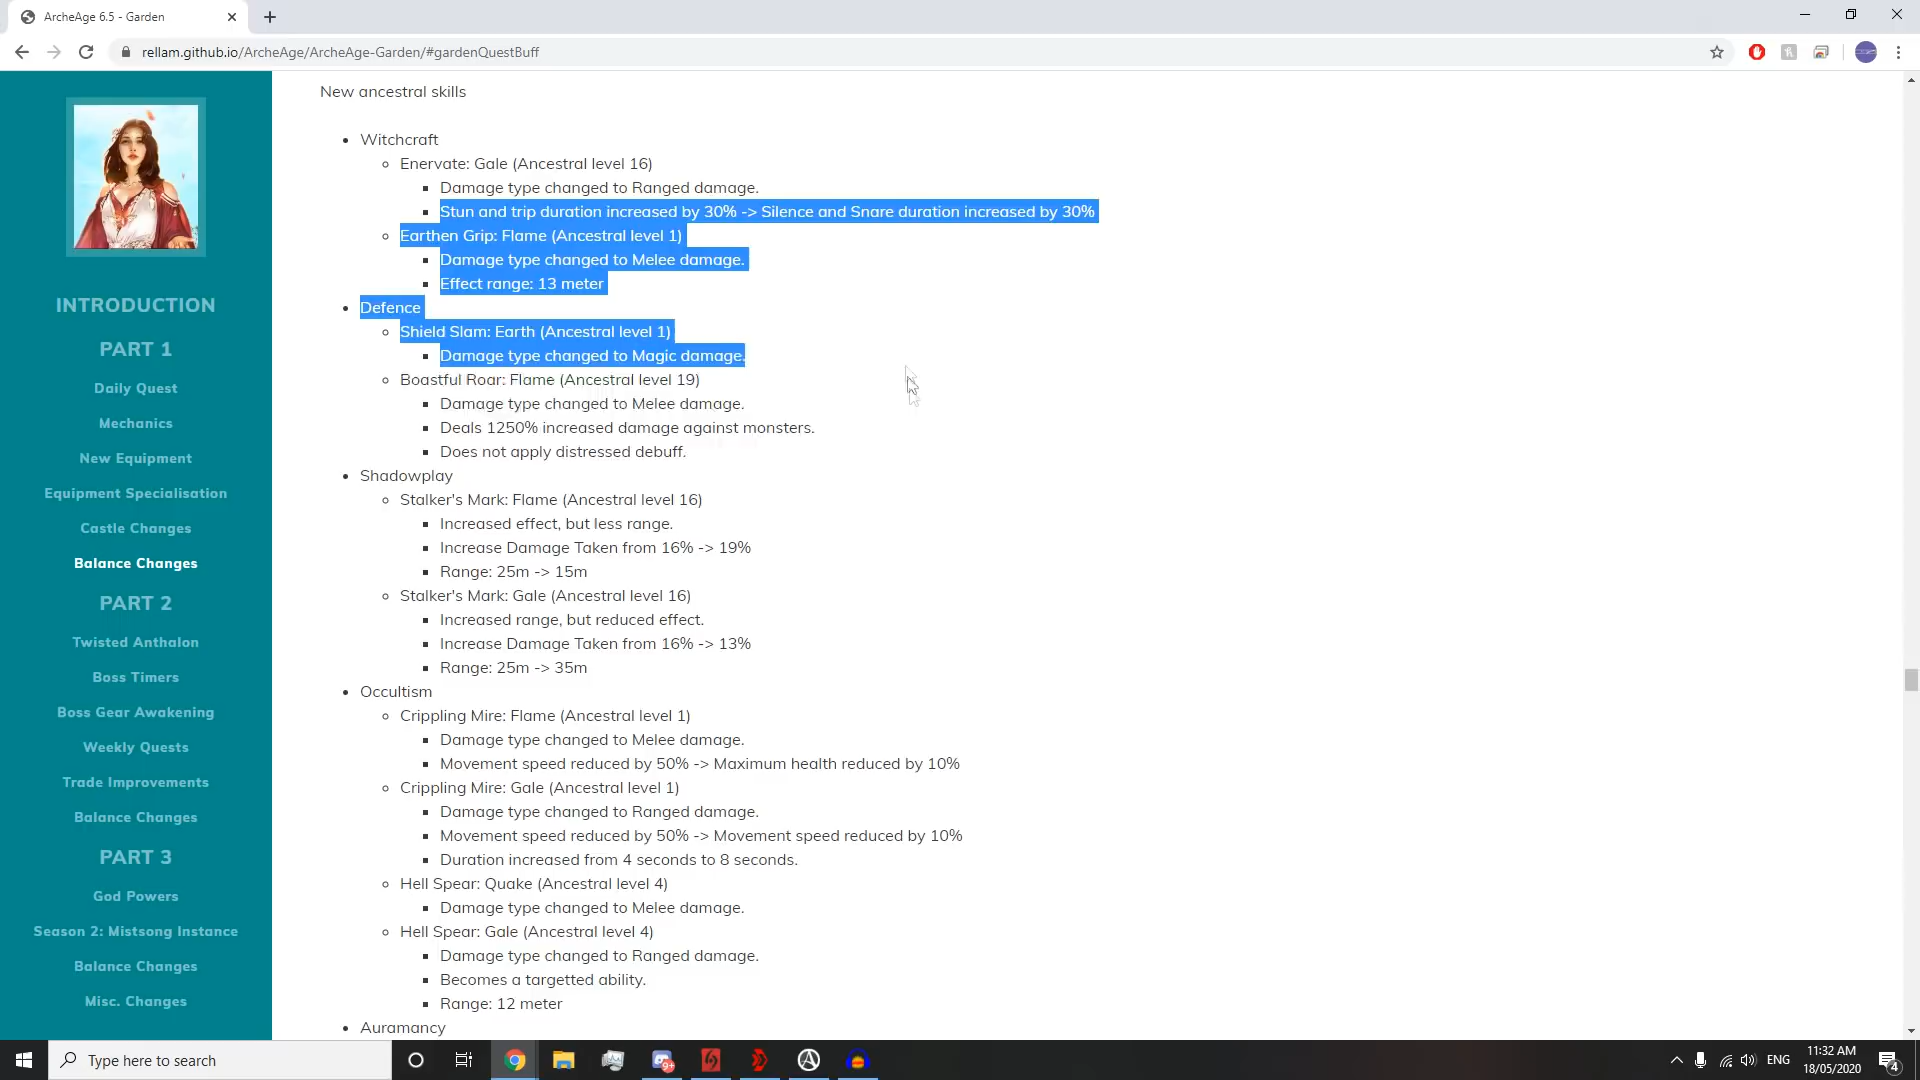 ArcheAge 6.5 - Garden
rellam.github.io/ArcheAge/ArcheAge-Garden/#gardenQuestBuff
INTRODUCTION
PART 1
Daily Quest
Mechanics
New Equipment
Equipment Specialisation
Castle Changes
Balance Changes
PART 2
Twisted Anthalon
Boss Timers
Boss Gear Awakening
Weekly Quests
Trade Improvements
Balance Changes
PART 3
God Powers
Season 2: Mistsong Instance
Balance Changes
Misc. Changes
New ancestral skills
Witchcraft
Enervate: Gale (Ancestral level 16)
Damage type changed to Ranged damage.
Stun and trip duration increased by 30% -> Silence and Snare duration increased by 30%
Earthen Grip: Flame (Ancestral level 1)
Damage type changed to Melee damage.
Effect range: 13 meter
Defence
Shield Slam: Earth (Ancestral level 1)
Damage type changed to Magic damage.
Boastful Roar: Flame (Ancestral level 19)
Damage type changed to Melee damage.
Deals 1250% increased damage against monsters.
Does not apply distressed debuff.
Shadowplay
Stalker's Mark: Flame (Ancestral level 16)
Increased effect, but less range.
Increase Damage Taken from 16% -> 19%
Range: 25m -> 15m
Stalker's Mark: Gale (Ancestral level 16)
Increased range, but reduced effect.
Increase Damage Taken from 16% -> 13%
Range: 25m -> 35m
Occultism
Crippling Mire: Flame (Ancestral level 1)
Damage type changed to Melee damage.
Movement speed reduced by 50% -> Maximum health reduced by 10%
Crippling Mire: Gale (Ancestral level 1)
Damage type changed to Ranged damage.
Movement speed reduced by 50% -> Movement speed reduced by 10%
Duration increased from 4 seconds to 8 seconds.
Hell Spear: Quake (Ancestral level 4)
Damage type changed to Melee damage.
Hell Spear: Gale (Ancestral level 4)
Damage type changed to Ranged damage.
Becomes a targetted ability.
Range: 12 meter
Auramancy
Type here to search
9+
ENG
11:32 AM
18/05/2020
4